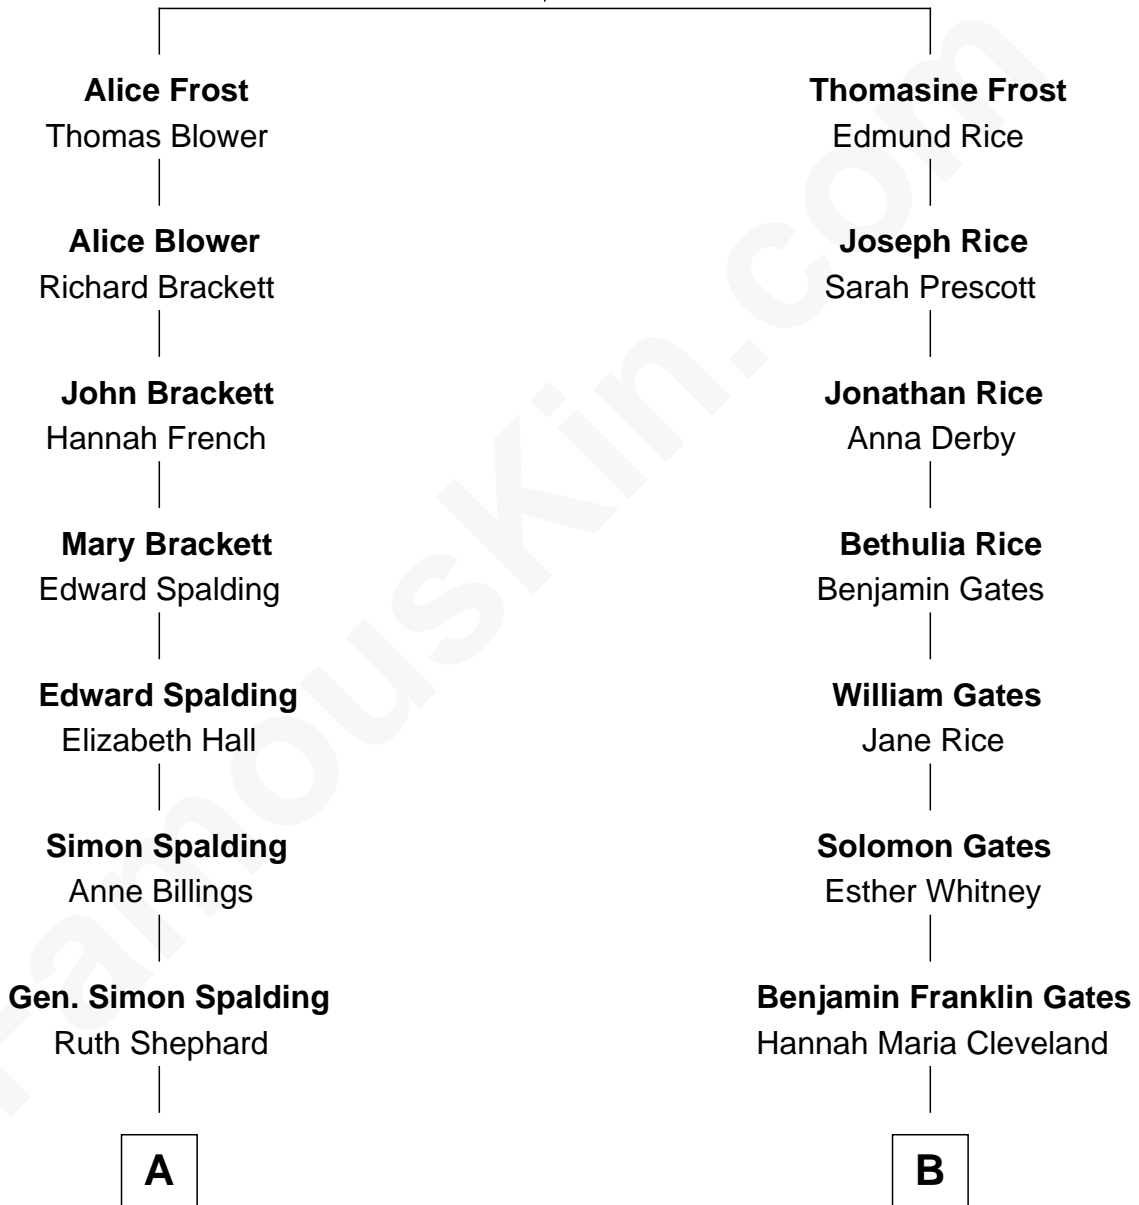 Alice Frost
Thomas Blower
Alice Blower
Richard Brackett
John Brackett
Hannah French
Mary Brackett
Edward Spalding
Edward Spalding
Elizabeth Hall
Simon Spalding
Anne Billings
Gen. Simon Spalding
Ruth Shephard
A
Thomasine Frost
Edmund Rice
Joseph Rice
Sarah Prescott
Jonathan Rice
Anna Derby
Bethulia Rice
Benjamin Gates
William Gates
Jane Rice
Solomon Gates
Esther Whitney
Benjamin Franklin Gates
Hannah Maria Cleveland
B
FamousKin.com